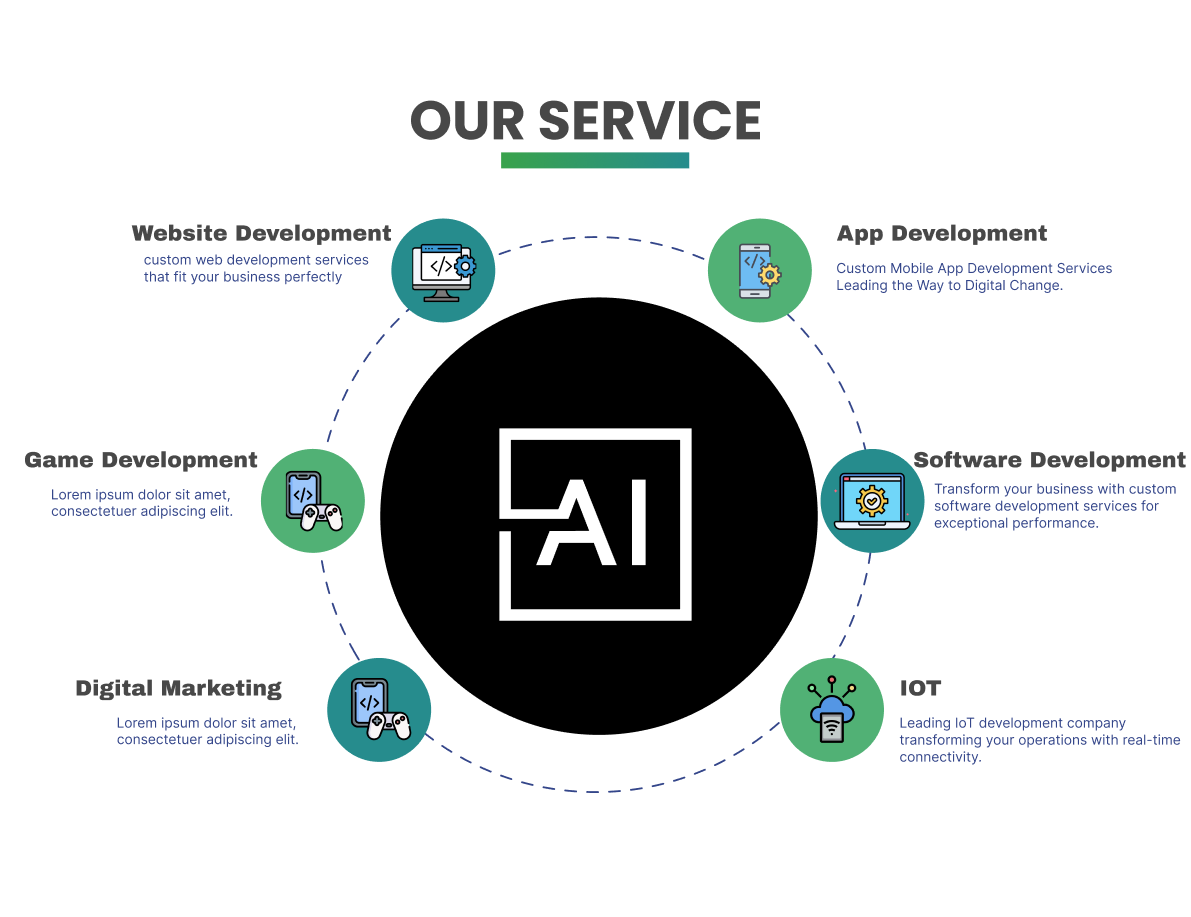 OUR SERVICE
Website Development
custom web development services
that fit your business perfectly
App Development
Custom Mobile App Development Services
Leading the Way to Digital Change.
Game Development
Lorem ipsum dolor sit amet,
consectetuer adipiscing elit.
AI
Software Development
Transform your business with custom
software development services for
exceptional performance.
Digital Marketing
Lorem ipsum dolor sit amet,
consectetuer adipiscing elit.
IOT
Leading IoT development company
transforming your operations with real-time
connectivity.